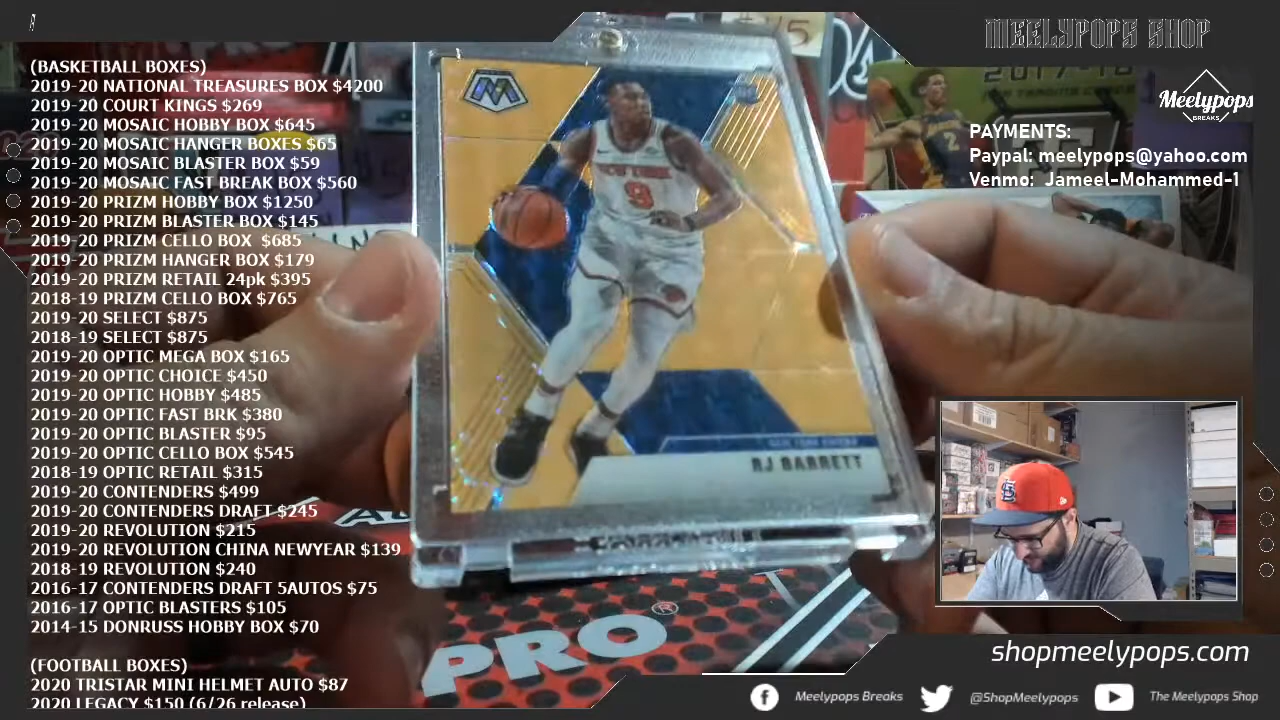 (BASKETBALL BOXES)
2019-20 NATIONAL TREASURES BOX $4200
2019-20 COURT KINGS $269
2019-20 MOSAIC HOBBY BOX $645
2019-20 MOSAIC HANGER BOXES $65
2019-20 MOSAIC BLASTER BOX $59
2019-20 MOSAIC FAST BREAK BOX $560
2019-20 PRIZM HOBBY BOX $1250
2019-20 PRIZM BLASTER BOX $145
2019-20 PRIZM CELLO BOX $685
2019-20 PRIZM HANGER BOX $179
2019-20 PRIZM RETAIL 24pk $395
2018-19 PRIZM CELLO BOX $765
2019-20 SELECT $875
2018-19 SELECT $875
2019-20 OPTIC MEGA BOX $165
2019-20 OPTIC CHOICE $450
2019-20 OPTIC HOBBY $485
2019-20 OPTIC FAST BRK $380
2019-20 OPTIC BLASTER $95
2019-20 OPTIC CELLO BOX $545
2018-19 OPTIC RETAIL $315
2019-20 CONTENDERS $499
2019-20 CONTENDERS DRAFT $245
2019-20 REVOLUTION $215
2019-20 REVOLUTION CHINA NEWYEAR $139
2018-19 REVOLUTION $240
2016-17 CONTENDERS DRAFT 5AUTOS $75
2016-17 OPTIC BLASTERS $105
2014-15 DONRUSS HOBBY BOX $70
(FOOTBALL BOXES)
2020 TRISTAR MINI HELMET AUTO $87
2020 LEGACY $150 (6/26 release)
M
NEW YORK
9
NEW YORK KNICKS
RJ BARRETT
PRO®
2017-18
2
MEELYPOPS SHOP
Meelypops
BREAKS
PAYMENTS:
Paypal: meelypops@yahoo.com
Venmo: Jameel-Mohammed-1
shopmeelypops.com
Meelypops Breaks
@ShopMeelypops
The Meelypops Shop